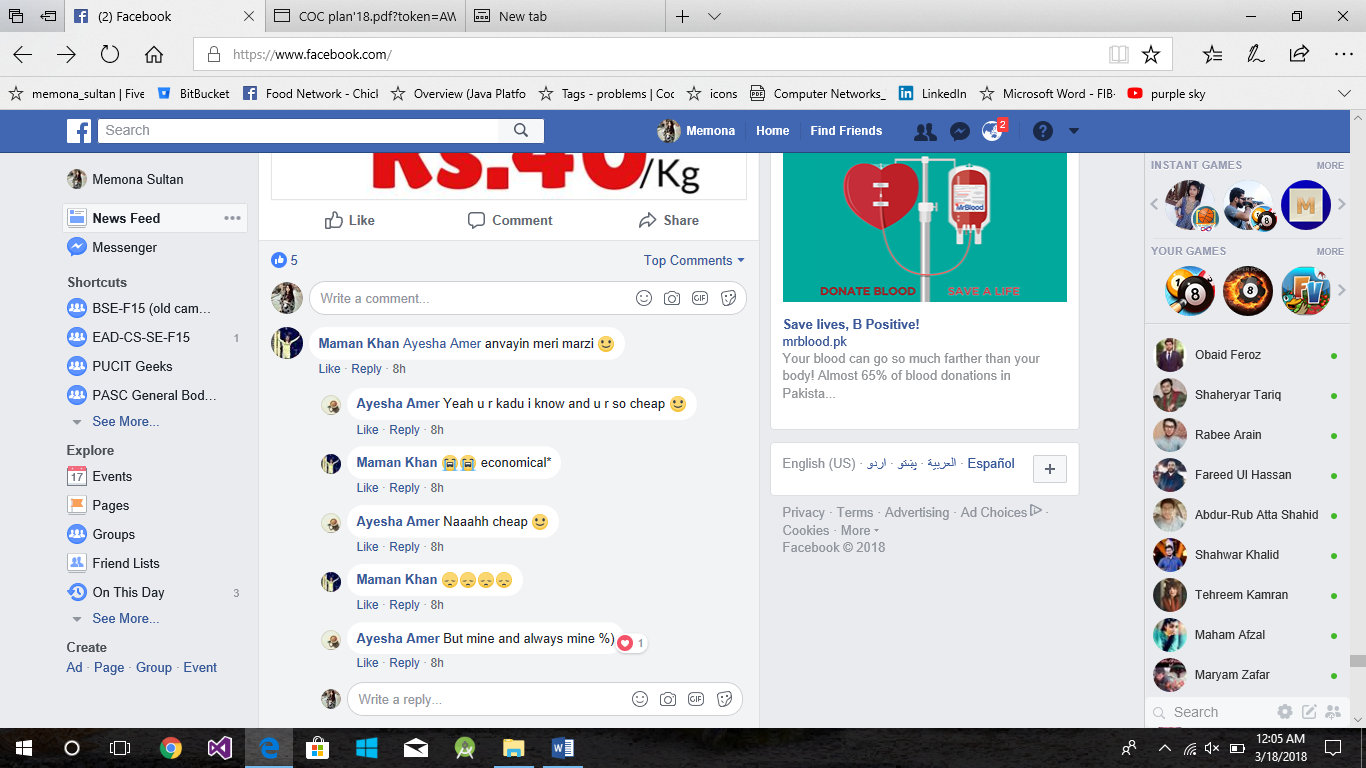 (2) Facebook
COC plan'18.pdf?token=AW
New tab
https://www.facebook.com/
memona_sultan | Five
BitBucket
Food Network - Chicl
Overview (Java Platfo
Tags - problems | Coc
icons
Computer Networks_
LinkedIn
Microsoft Word - FIB-
purple sky
Search
Memona
Home
Find Friends
2
Memona Sultan
News Feed
Messenger
Shortcuts
BSE-F15 (old cam...
EAD-CS-SE-F15 1
PUCIT Geeks
PASC General Bod...
See More...
Explore
17 Events
Pages
Groups
Friend Lists
On This Day 3
See More...
Create
Ad · Page · Group · Event
Rs.40/Kg
Like Comment Share
5 Top Comments
Write a comment...
GIF
Maman Khan Ayesha Amer anvayin meri marzi 🙂
Like · Reply · 8h
Ayesha Amer Yeah u r kadu i know and u r so cheap 🙂
Like · Reply · 8h
Maman Khan 😭😭 economical*
Like · Reply · 8h
Ayesha Amer Naaahh cheap 🙂
Like · Reply · 8h
Maman Khan 😞😞😞😞
Like · Reply · 8h
Ayesha Amer But mine and always mine %) 1
Like · Reply · 8h
Write a reply...
GIF
MrBlood
DONATE BLOOD SAVE A LIFE
Save lives, B Positive!
mrblood.pk
Your blood can go so much farther than your
body! Almost 65% of blood donations in
Pakista...
English (US) · اردو · پښتو · العربية · Español
Privacy · Terms · Advertising · Ad Choices ·
Cookies · More
Facebook © 2018
INSTANT GAMES MORE
M
YOUR GAMES MORE
8
8
FV
Obaid Feroz
Shaheryar Tariq
Rabee Arain
Fareed Ul Hassan
Abdur-Rub Atta Shahid
Shahwar Khalid
Tehreem Kamran
Maham Afzal
Maryam Zafar
Search
12:05 AM
3/18/2018